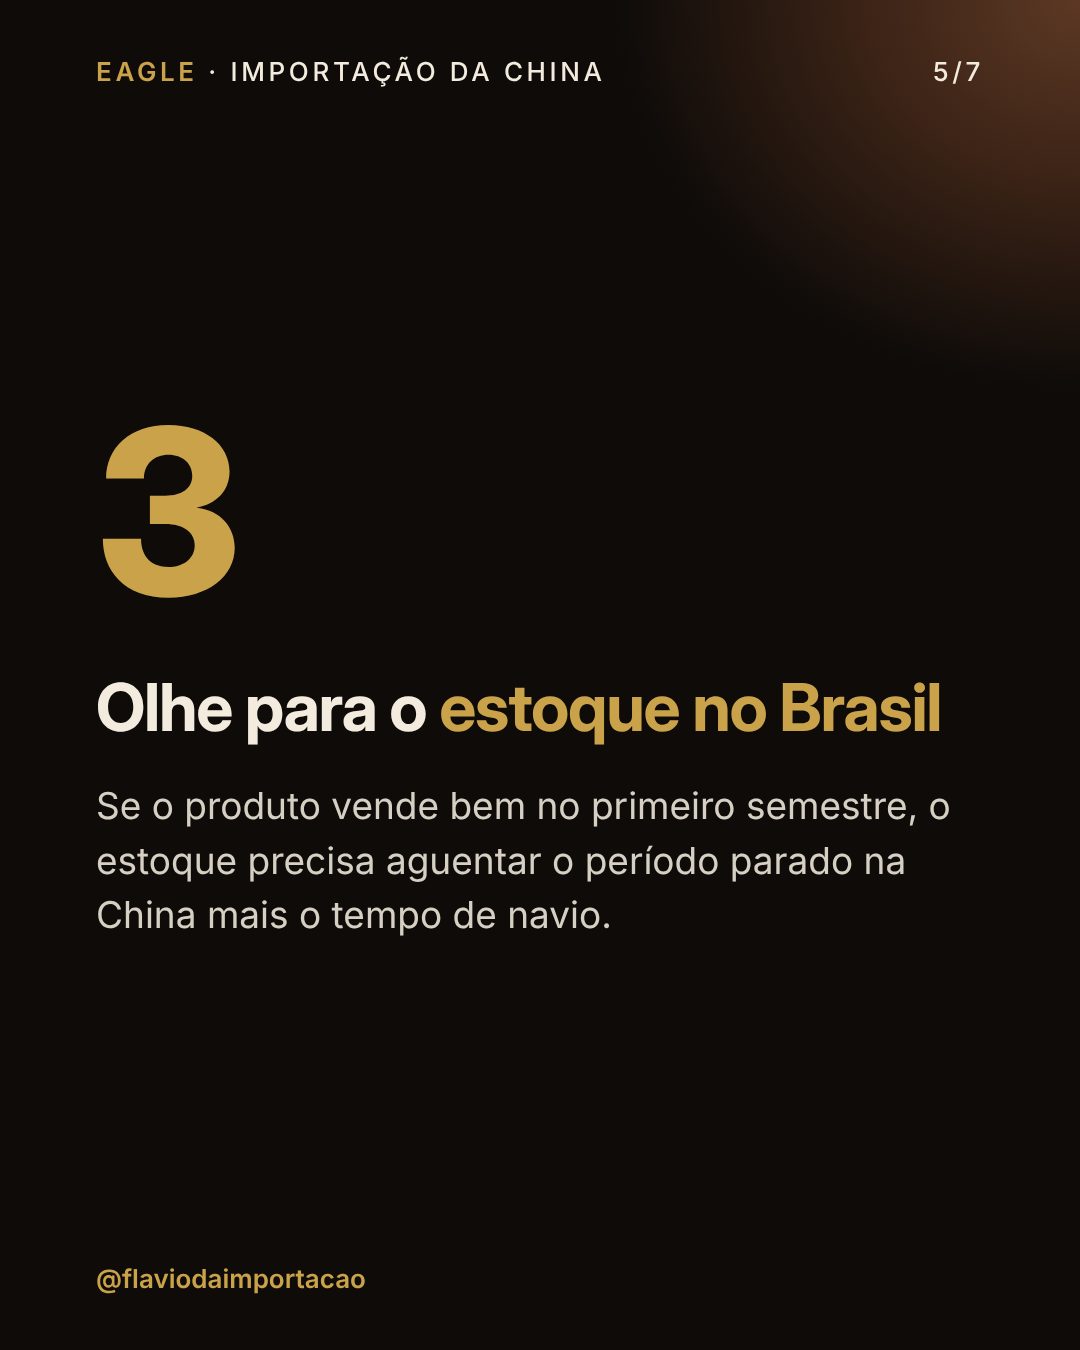 EAGLE · IMPORTAÇÃO DA CHINA 5/7
3
Olhe para o estoque no Brasil
Se o produto vende bem no primeiro semestre, o
estoque precisa aguentar o período parado na
China mais o tempo de navio.
@flaviodaimportacao